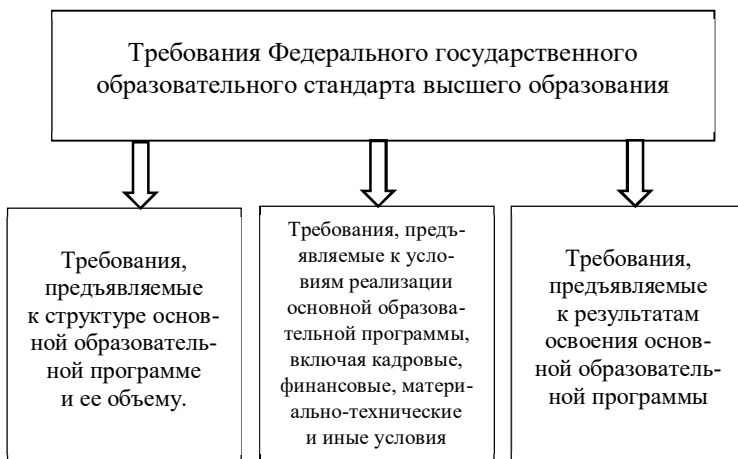 Требования Федерального государственного
образовательного стандарта высшего образования
Требования,
предъявляемые
к структуре основ-
ной образователь-
ной программе
и ее объему.
Требования, предъ-
являемые к усло-
виям реализации
основной образова-
тельной программы,
включая кадровые,
финансовые, матери-
ально-технические
и иные условия
Требования,
предъявляемые
к результатам
освоения основ-
ной образователь-
ной программы